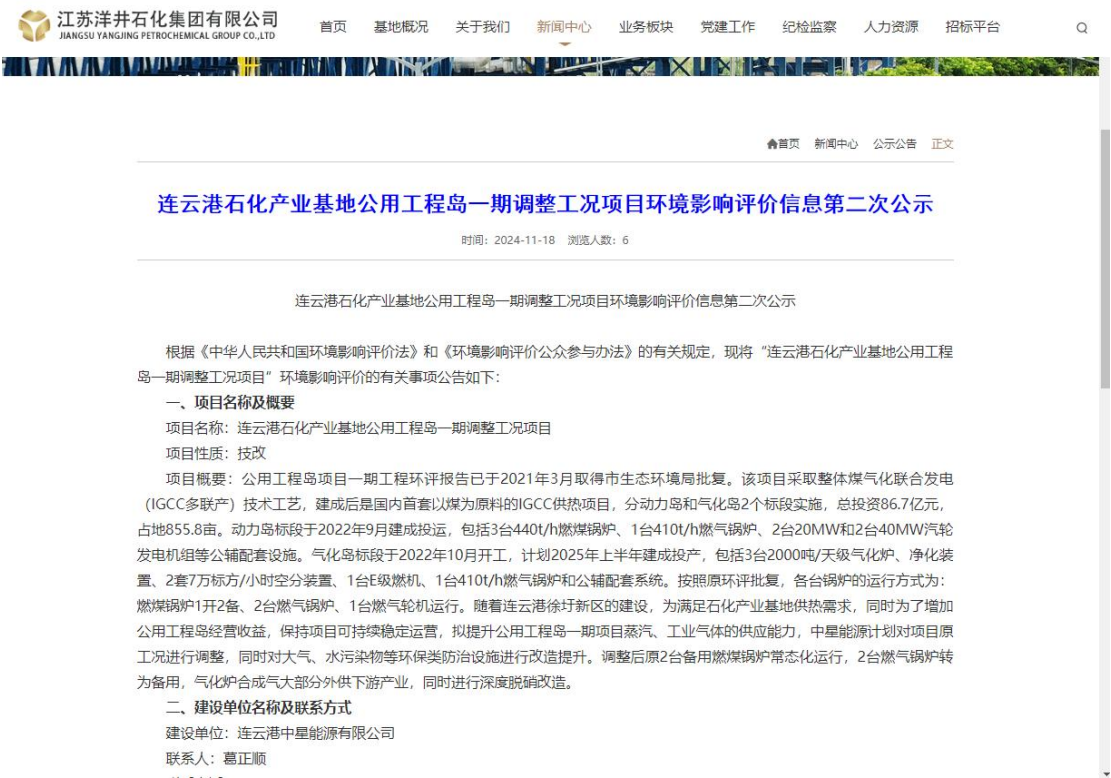 江苏洋井石化集团有限公司
JIANGSU YANGJING PETROCHEMICAL GROUP CO.,LTD
首页 基地概况 关于我们 新闻中心 业务板块 党建工作 纪检监察 人力资源 招标平台
首页 新闻中心 公示公告 正文
连云港石化产业基地公用工程岛一期调整工况项目环境影响评价信息第二次公示
时间：2024-11-18 浏览人数：6
连云港石化产业基地公用工程岛一期调整工况项目环境影响评价信息第二次公示
根据《中华人民共和国环境影响评价法》和《环境影响评价公众参与办法》的有关规定，现将“连云港石化产业基地公用工程
岛一期调整工况项目”环境影响评价的有关事项公告如下：
一、项目名称及概要
项目名称：连云港石化产业基地公用工程岛一期调整工况项目
项目性质：技改
项目概要：公用工程岛项目一期工程环评报告已于2021年3月取得市生态环境局批复。该项目采取整体煤气化联合发电
（IGCC多联产）技术工艺，建成后是国内首套以煤为原料的IGCC供热项目，分动力岛和气化岛2个标段实施，总投资86.7亿元，
占地855.8亩。动力岛标段于2022年9月建成投运，包括3台440t/h燃煤锅炉、1台410t/h燃气锅炉、2台20MW和2台40MW汽轮
发电机组等公辅配套设施。气化岛标段于2022年10月开工，计划2025年上半年建成投产，包括3台2000吨/天级气化炉、净化装
置、2套7万标方/小时空分装置、1台E级燃机、1台410t/h燃气锅炉和公辅配套系统。按照原环评批复，各台锅炉的运行方式为：
燃煤锅炉1开2备、2台燃气锅炉、1台燃气轮机运行。随着连云港徐圩新区的建设，为满足石化产业基地供热需求，同时为了增加
公用工程岛经营收益，保持项目可持续稳定运营，拟提升公用工程岛一期项目蒸汽、工业气体的供应能力，中星能源计划对项目原
工况进行调整，同时对大气、水污染物等环保类防治设施进行改造提升。调整后原2台备用燃煤锅炉常态化运行，2台燃气锅炉转
为备用，气化炉合成气大部分外供下游产业，同时进行深度脱硝改造。
二、建设单位名称及联系方式
建设单位：连云港中星能源有限公司
联系人：葛正顺